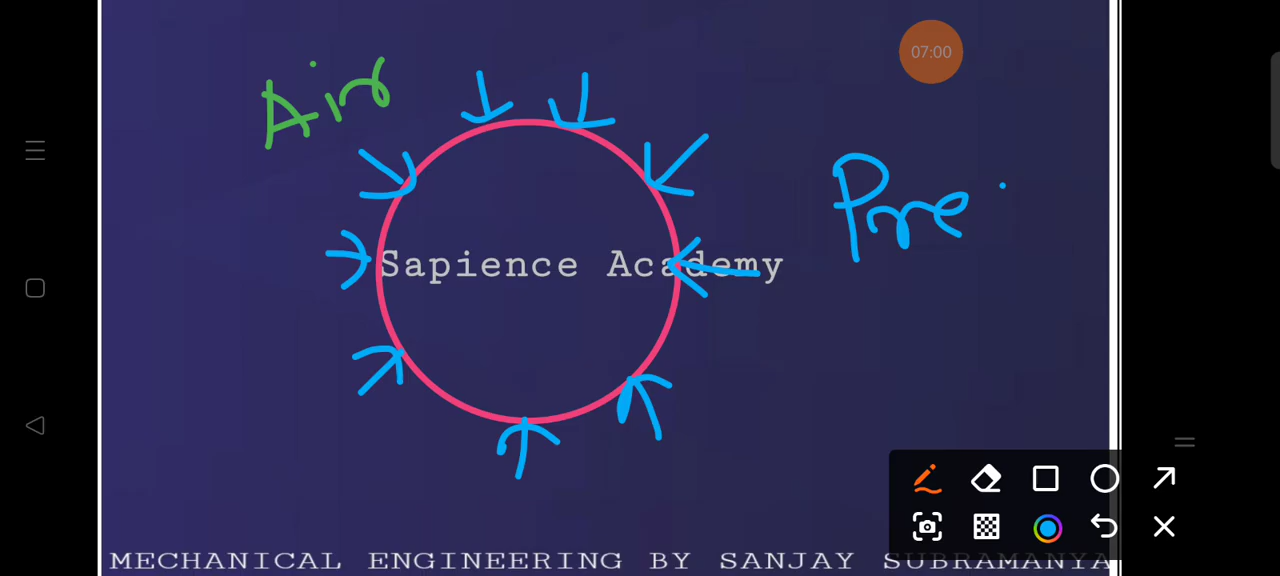 Air
07:00
Pre
Sapience Academy
MECHANICAL ENGINEERING BY SANJAY SUBRAMANYA